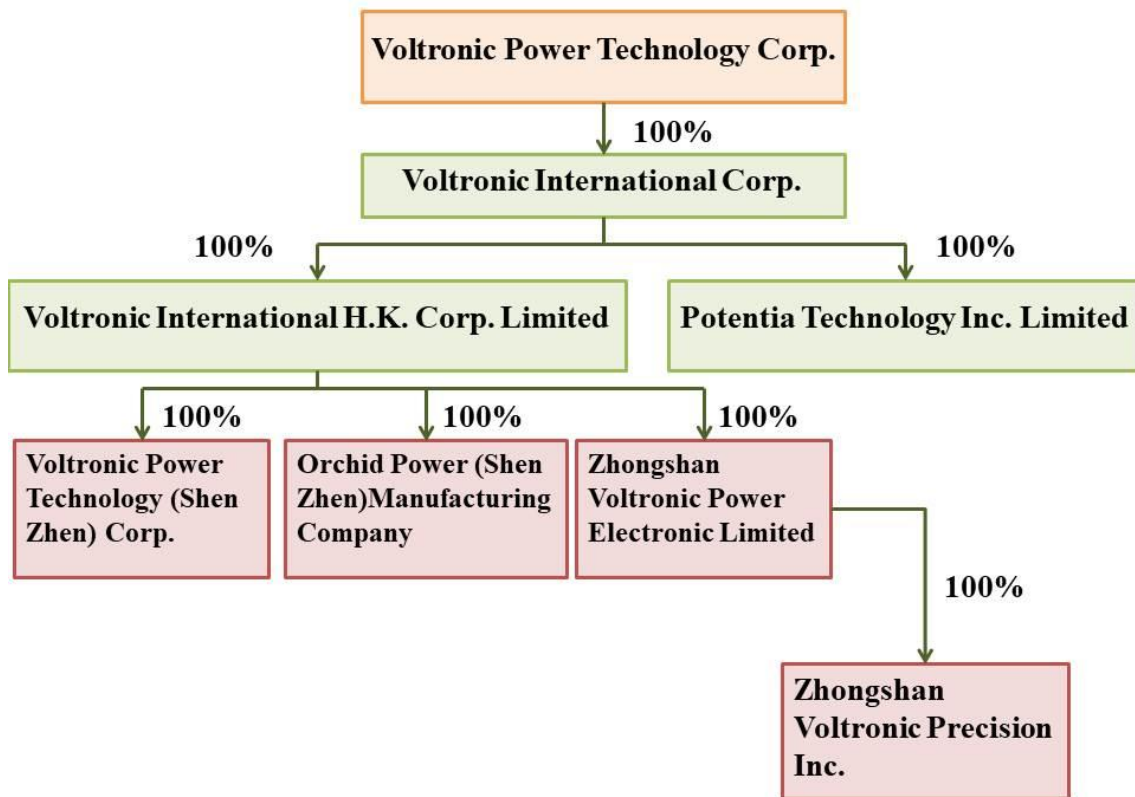 Voltronic Power Technology Corp.
100%
Voltronic International Corp.
100%
100%
Voltronic International H.K. Corp. Limited
Potentia Technology Inc. Limited
100%
100%
100%
Voltronic Power
Technology (Shen
Zhen) Corp.
Orchid Power (Shen
Zhen)Manufacturing
Company
Zhongshan
Voltronic Power
Electronic Limited
100%
Zhongshan
Voltronic Precision
Inc.